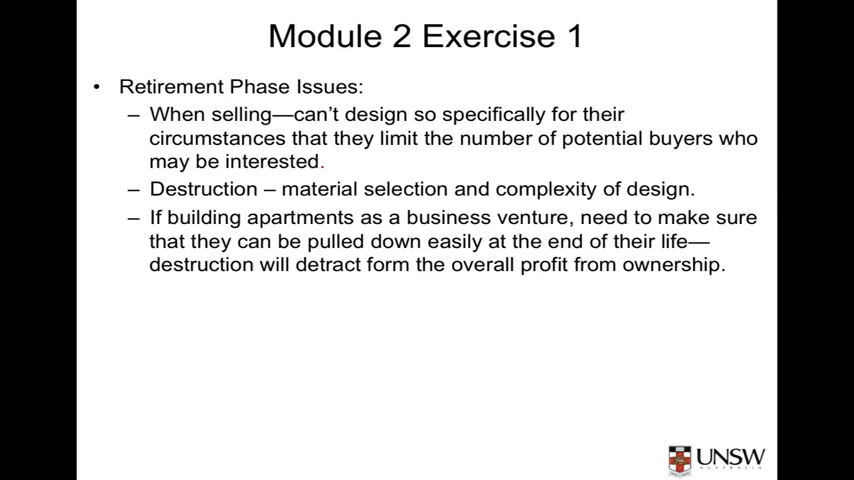 Module 2 Exercise 1
• Retirement Phase Issues:
– When selling—can't design so specifically for their
circumstances that they limit the number of potential buyers who
may be interested.
– Destruction – material selection and complexity of design.
– If building apartments as a business venture, need to make sure
that they can be pulled down easily at the end of their life—
destruction will detract form the overall profit from ownership.
UNSW
AUSTRALIA